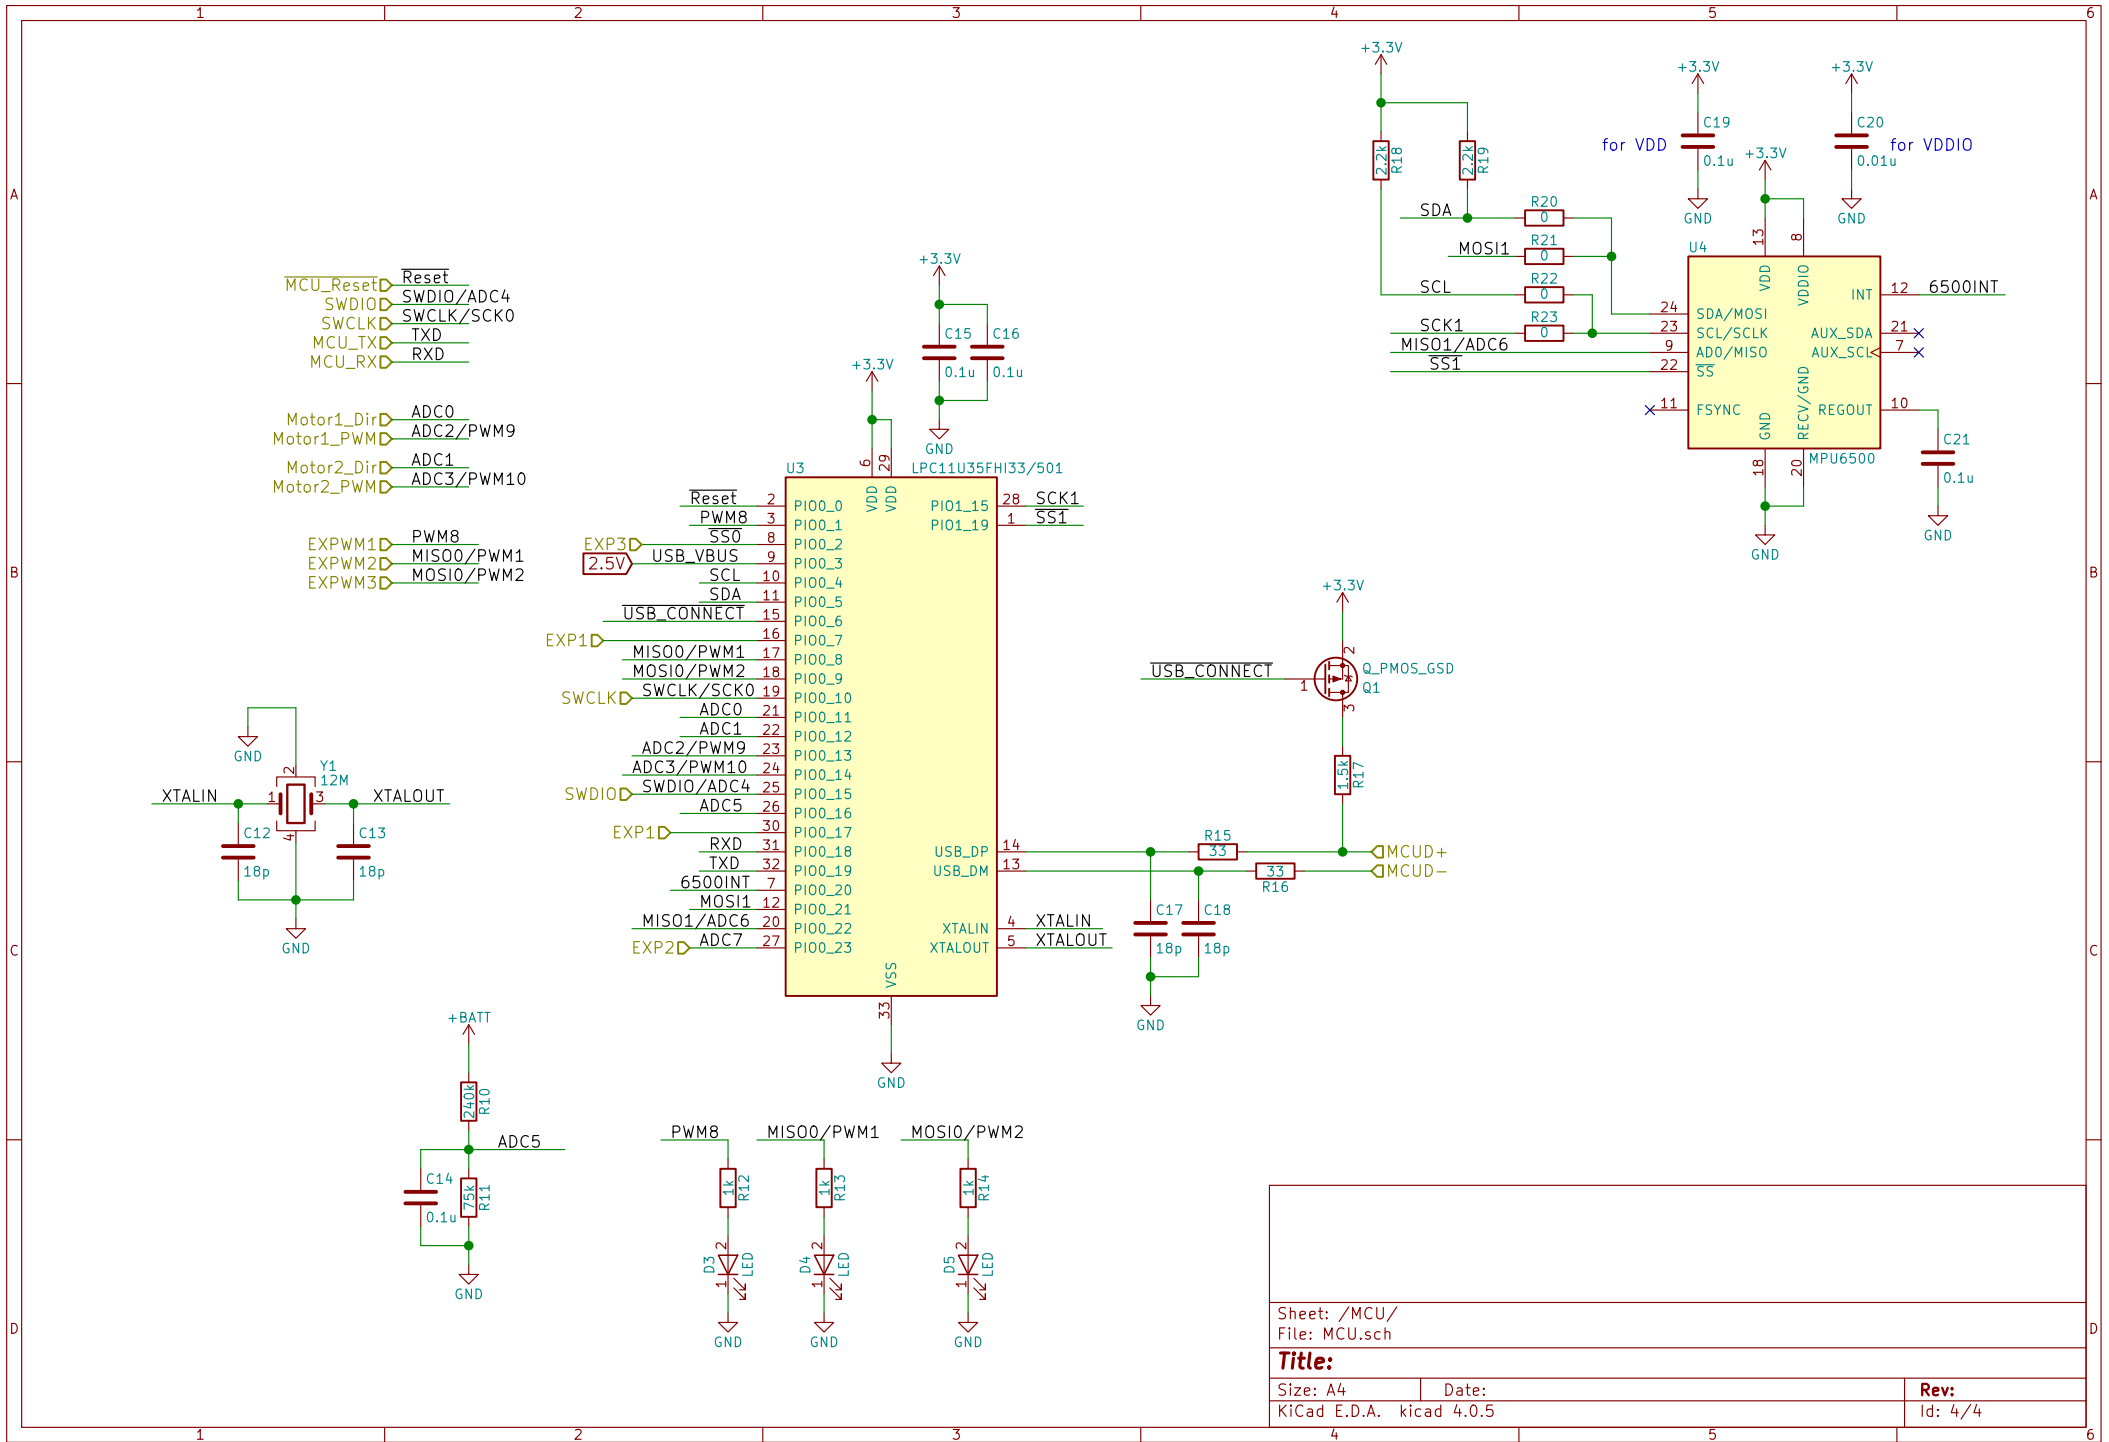 1 2 3 4 5 6
A
B
C
D
MCU_Reset Reset
SWDIO SWDIO/ADC4
SWCLK SWCLK/SCK0
MCU_TX TXD
MCU_RX RXD
Motor1_Dir ADC0
Motor1_PWM ADC2/PWM9
Motor2_Dir ADC1
Motor2_PWM ADC3/PWM10
EXPWM1 PWM8
EXPWM2 MISO0/PWM1
EXPWM3 MOSI0/PWM2
GND
2
Y1
12M
XTALIN 1 3 XTALOUT
4
C12
18p
C13
18p
GND
+BATT
240k R10
ADC5
C14
0.1u
75k R11
GND
+3.3V
C15 C16
0.1u 0.1u
GND
+3.3V
6 29
U3 LPC11U35FHI33/501
VDD VDD
Reset 2 PIO0_0
PWM8 3 PIO0_1
EXP3 SS0 8 PIO0_2
2.5V USB_VBUS 9 PIO0_3
SCL 10 PIO0_4
SDA 11 PIO0_5
USB_CONNECT 15 PIO0_6
EXP1 16 PIO0_7
MISO0/PWM1 17 PIO0_8
MOSI0/PWM2 18 PIO0_9
SWCLK SWCLK/SCK0 19 PIO0_10
ADC0 21 PIO0_11
ADC1 22 PIO0_12
ADC2/PWM9 23 PIO0_13
ADC3/PWM10 24 PIO0_14
SWDIO SWDIO/ADC4 25 PIO0_15
ADC5 26 PIO0_16
EXP1 30 PIO0_17
RXD 31 PIO0_18
TXD 32 PIO0_19
6500INT 7 PIO0_20
MOSI1 12 PIO0_21
MISO1/ADC6 20 PIO0_22
EXP2 ADC7 27 PIO0_23
PIO1_15 28 SCK1
PIO1_19 1 SS1
USB_DP 14
USB_DM 13
XTALIN 4 XTALIN
XTALOUT 5 XTALOUT
VSS
33
GND
R15
33
33
R16
MCUD+
MCUD-
C17 C18
18p 18p
GND
+3.3V
USB_CONNECT 1
2
3
Q_PMOS_GSD
Q1
1.5k R17
PWM8
1k R12
2
D3 LED
1
GND
MISO0/PWM1
1k R13
2
D4 LED
1
GND
MOSI0/PWM2
1k R14
2
D5 LED
1
GND
+3.3V
2.2k R18
2.2k R19
SDA R20
0
MOSI1 R21
0
SCL R22
0
SCK1 R23
0
MISO1/ADC6
SS1
for VDD
+3.3V
C19
0.1u
GND
+3.3V
C20
0.01u
for VDDIO
GND
+3.3V
13 8
U4
VDD VDDIO
24 SDA/MOSI
23 SCL/SCLK
9 AD0/MISO
22 SS
11 FSYNC
INT 12 6500INT
AUX_SDA 21
AUX_SCL 7
REGOUT 10
GND RECV/GND
18 20
MPU6500
GND
C21
0.1u
GND
Sheet: /MCU/
File: MCU.sch
Title:
Size: A4 Date: Rev:
KiCad E.D.A. kicad 4.0.5 Id: 4/4
A
B
C
D
1 2 3 4 5 6